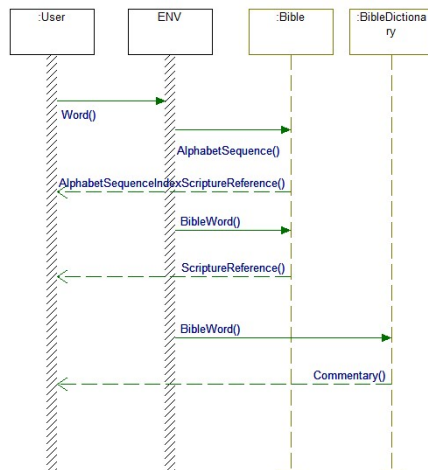 :User
ENV
:Bible
:BibleDictiona
ry
Word()
AlphabetSequence()
AlphabetSequenceIndexScriptureReference()
BibleWord()
ScriptureReference()
BibleWord()
Commentary()